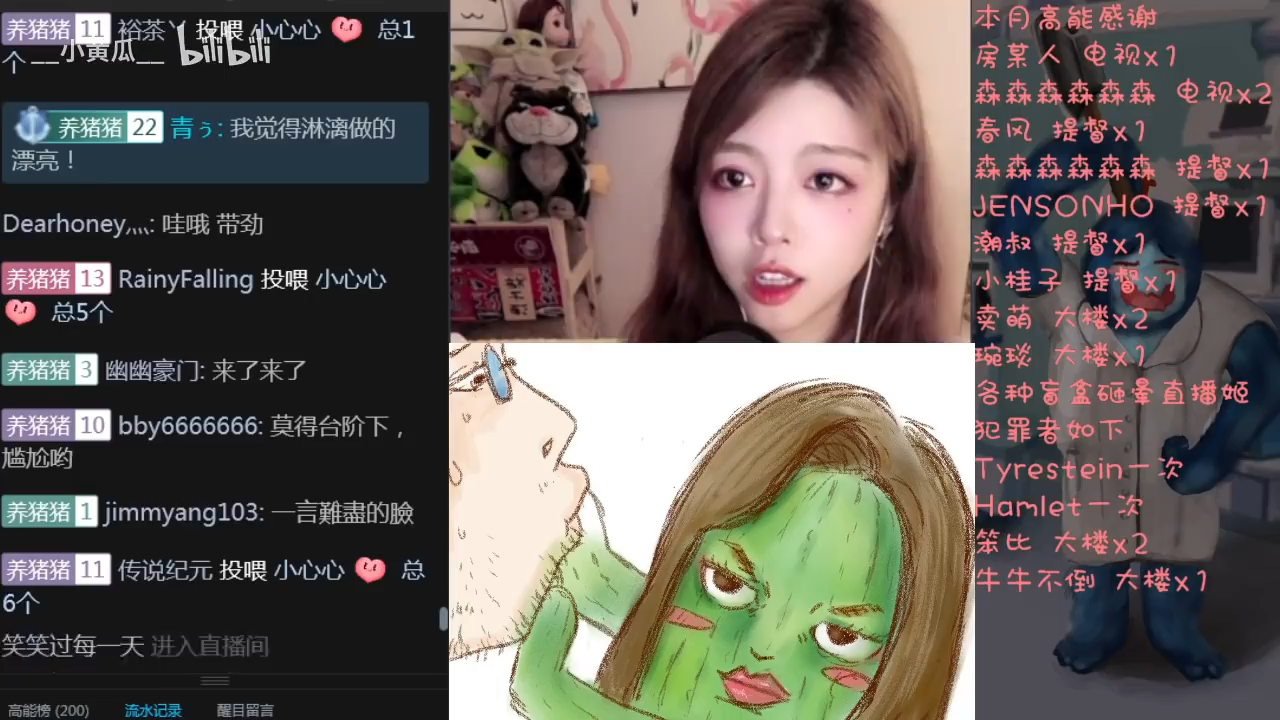 养猪猪 11 裕茶丫 投喂 小心心 总1
个
__小黄瓜__ bilibili
养猪猪 22 青ぅ: 我觉得淋漓做的
漂亮！
Dearhoney灬: 哇哦 带劲
养猪猪 13 RainyFalling 投喂 小心心
总5个
养猪猪 3 幽幽豪门: 来了来了
养猪猪 10 bby6666666: 莫得台阶下，
尴尬哟
养猪猪 1 jimmyang103: 一言難盡的臉
养猪猪 11 传说纪元 投喂 小心心 总
6个
笑笑过每一天 进入直播间
高能榜 (200) 流水记录 醒目留言
本月高能感谢
房某人 电视x1
森森森森森森 电视x2
春风 提督x1
森森森森森森 提督x1
JENSONHO 提督x1
潮叔 提督x1
小桂子 提督x1
卖萌 大楼x2
琬琰 大楼x1
各种盲盒砸晕直播姬
犯罪者如下
Tyrestein一次
Hamlet一次
笨比 大楼x2
牛牛不倒 大楼x1